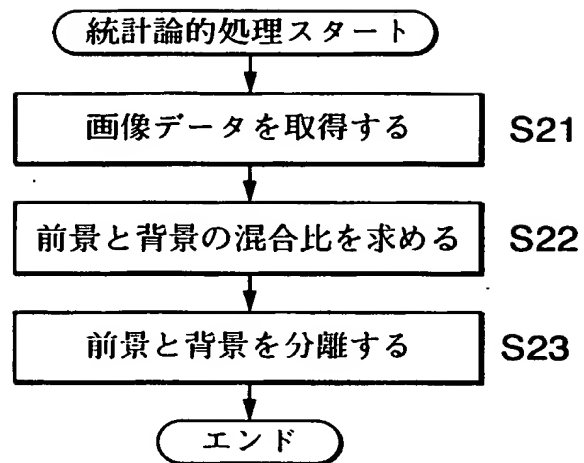 統計論的処理スタート
画像データを取得する S21
前景と背景の混合比を求める S22
前景と背景を分離する S23
エンド